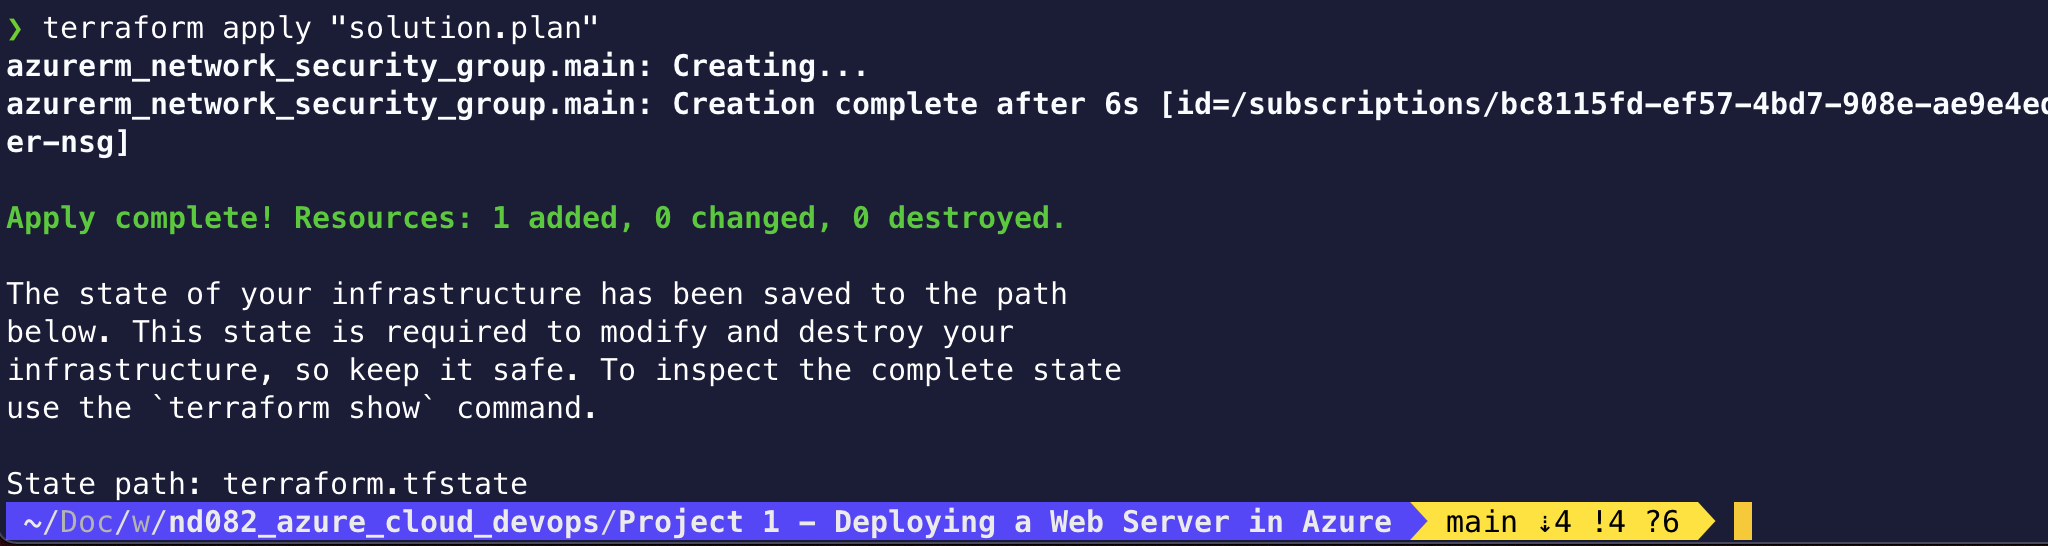 ❯ terraform apply "solution.plan"
azurerm_network_security_group.main: Creating...
azurerm_network_security_group.main: Creation complete after 6s [id=/subscriptions/bc8115fd-ef57-4bd7-908e-ae9e4ed
er-nsg]
Apply complete! Resources: 1 added, 0 changed, 0 destroyed.
The state of your infrastructure has been saved to the path
below. This state is required to modify and destroy your
infrastructure, so keep it safe. To inspect the complete state
use the `terraform show` command.
State path: terraform.tfstate
~/Doc/w/nd082_azure_cloud_devops/Project 1 - Deploying a Web Server in Azure main ⇣4 !4 ?6